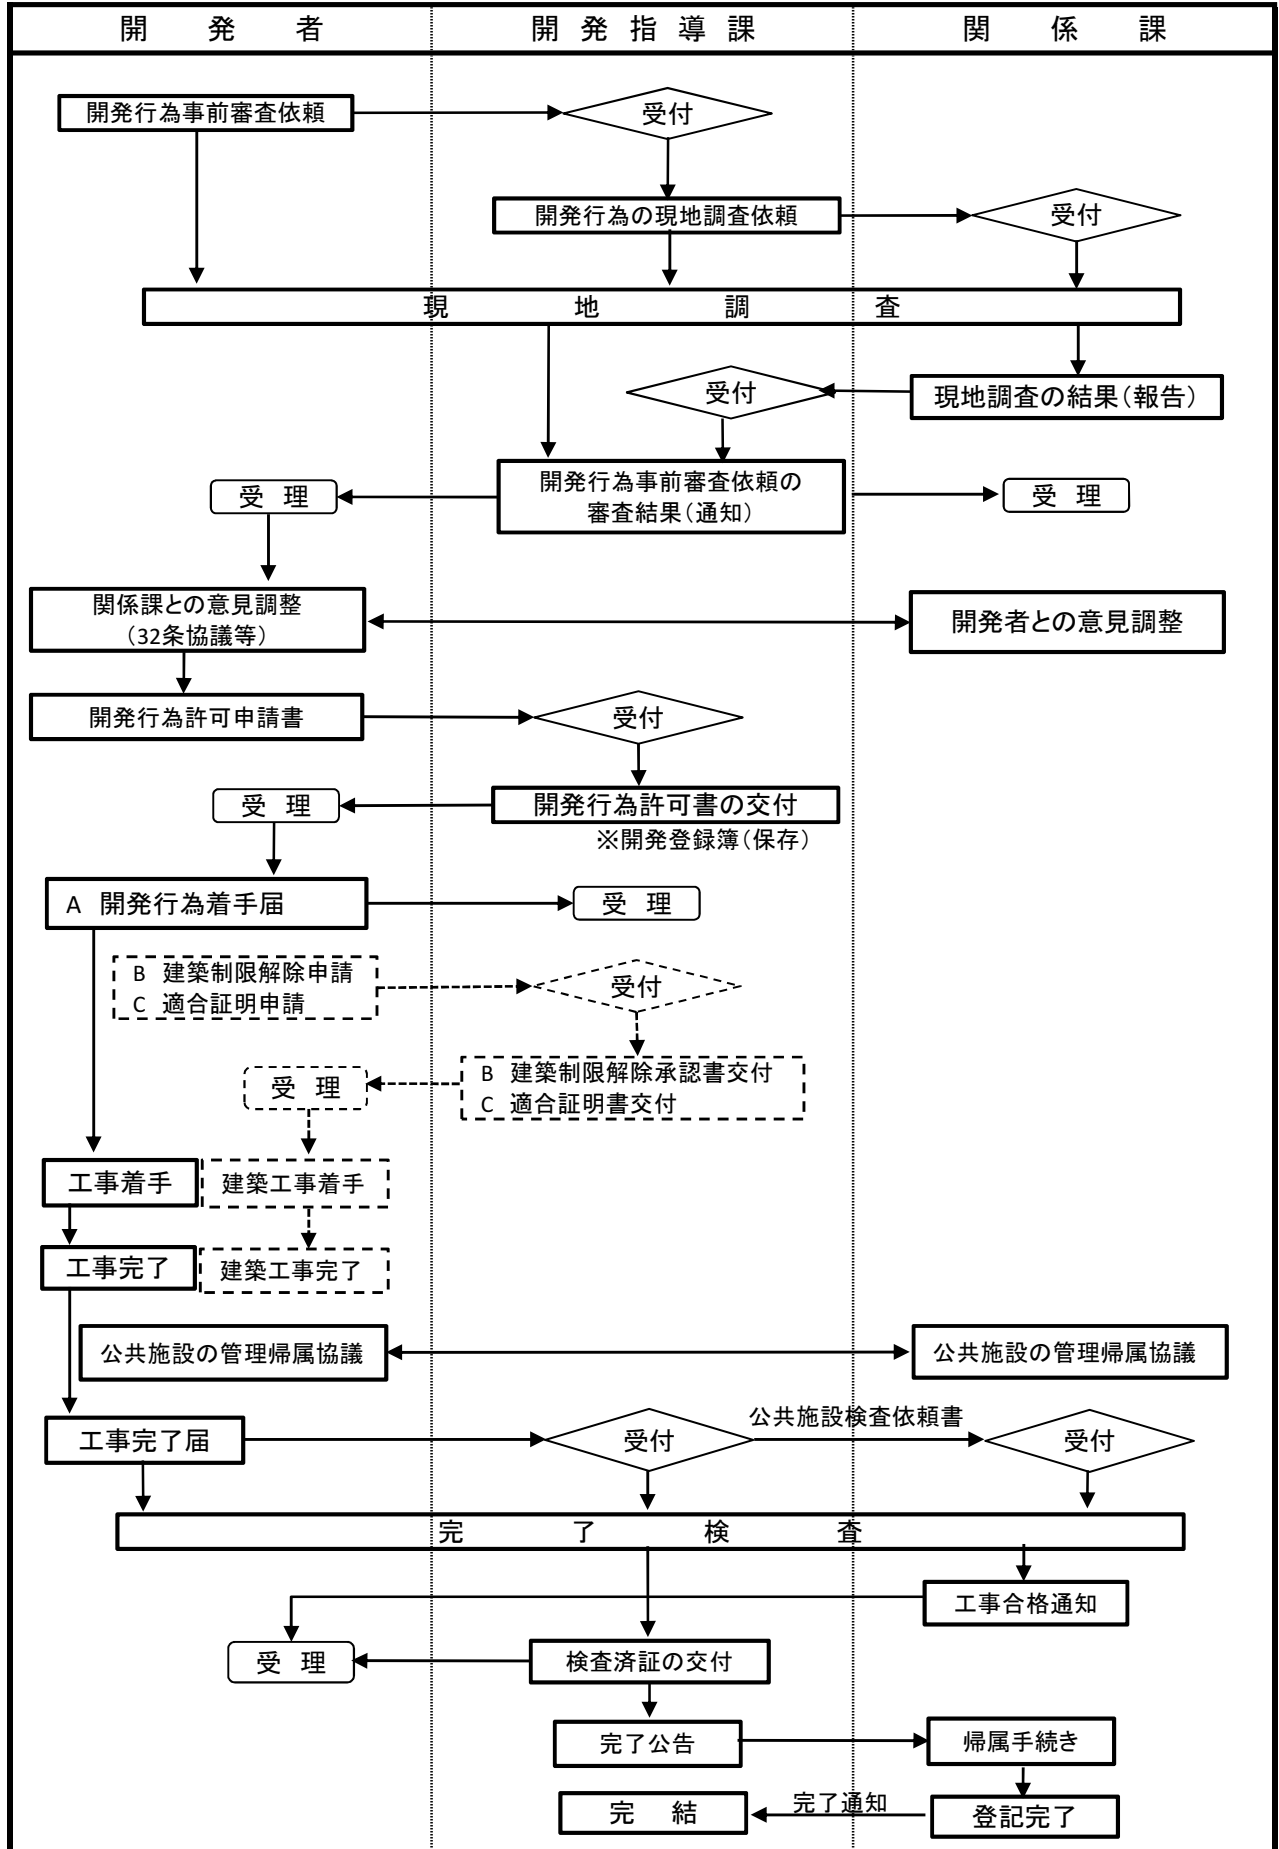 開発者
開発指導課
関係課
開発行為事前審査依頼
受付
開発行為の現地調査依頼
受付
現地調査
受付
現地調査の結果（報告）
開発行為事前審査依頼の
審査結果（通知）
受理
受理
関係課との意見調整
（32条協議等）
開発者との意見調整
開発行為許可申請書
受付
受理
開発行為許可書の交付
※開発登録簿（保存）
A 開発行為着手届
受理
B 建築制限解除申請
C 適合証明申請
受付
受理
B 建築制限解除承認書交付
C 適合証明書交付
工事着手
建築工事着手
工事完了
建築工事完了
公共施設の管理帰属協議
公共施設の管理帰属協議
工事完了届
受付
公共施設検査依頼書
受付
完了検査
工事合格通知
受理
検査済証の交付
完了公告
帰属手続き
完結
完了通知
登記完了